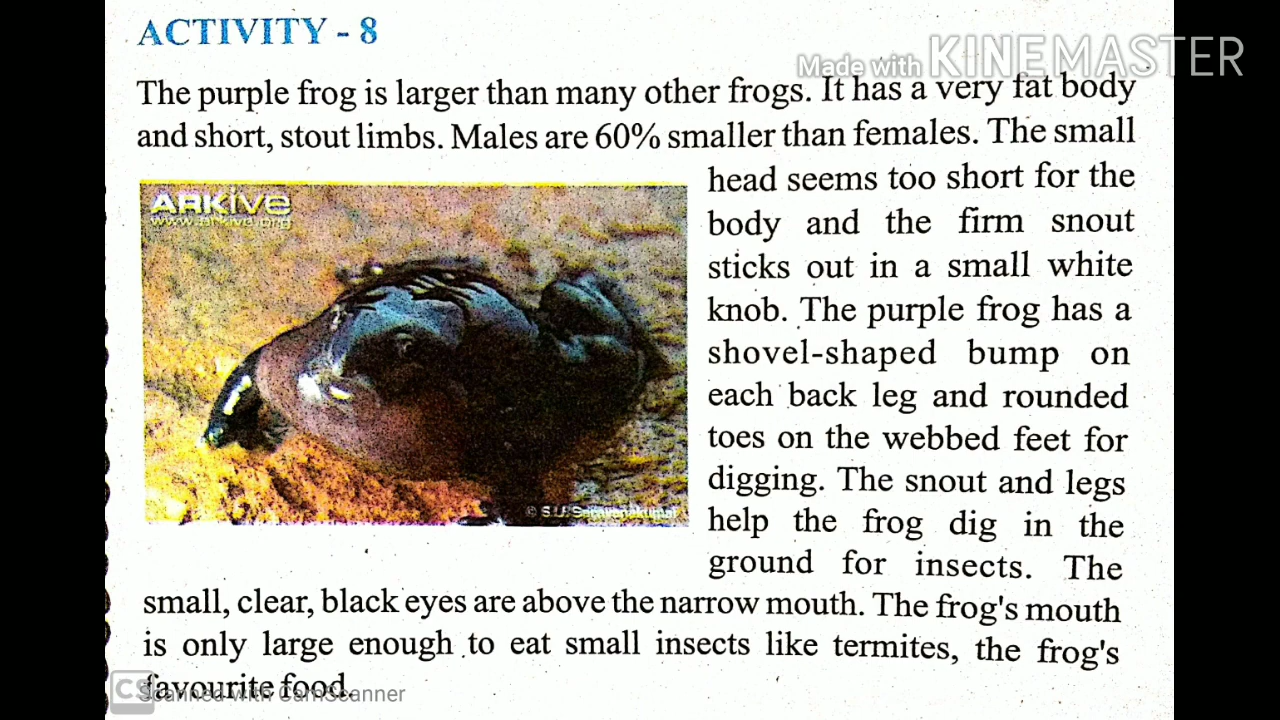 ACTIVITY - 8
Made with KINEMASTER
The purple frog is larger than many other frogs. It has a very fat body
and short, stout limbs. Males are 60% smaller than females. The small
head seems too short for the
body and the firm snout
sticks out in a small white
knob. The purple frog has a
shovel-shaped bump on
each back leg and rounded
toes on the webbed feet for
digging. The snout and legs
help the frog dig in the
ground for insects. The
ARKive
www.arkive.org
© S.U. Saravanakumar
small, clear, black eyes are above the narrow mouth. The frog's mouth
is only large enough to eat small insects like termites, the frog's
favourite food.
CS Scanned with CamScanner